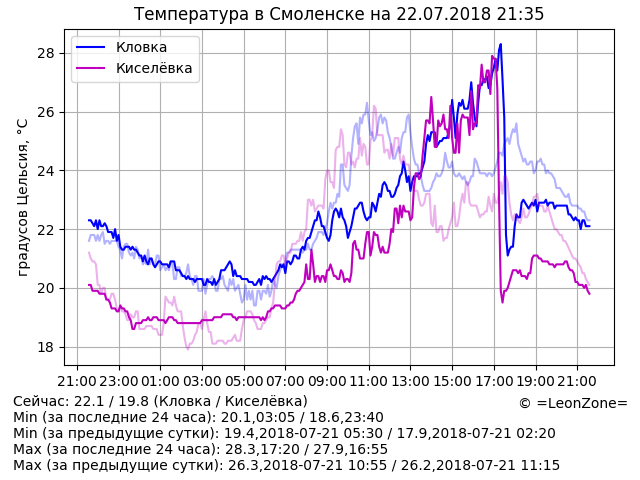 Температура в Смоленске на 22.07.2018 21:35
градусов Цельсия, °C
Кловка
Киселёвка
28
26
24
22
20
18
21:00 23:00 01:00 03:00 05:00 07:00 09:00 11:00 13:00 15:00 17:00 19:00 21:00
Сейчас: 22.1 / 19.8 (Кловка / Киселёвка)
© =LeonZone=
Min (за последние 24 часа): 20.1,03:05 / 18.6,23:40
Min (за предыдущие сутки): 19.4,2018-07-21 05:30 / 17.9,2018-07-21 02:20
Max (за последние 24 часа): 28.3,17:20 / 27.9,16:55
Max (за предыдущие сутки): 26.3,2018-07-21 10:55 / 26.2,2018-07-21 11:15